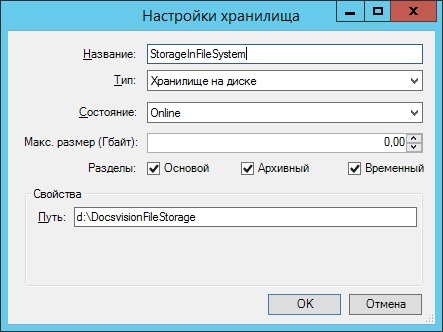 Настройки хранилища
Название: StorageInFileSystem
Тип: Хранилище на диске
Состояние: Online
Макс. размер (Гбайт): 0,00
Разделы: Основой Архивный Временный
Свойства
Путь: d:\DocsvisionFileStorage
OK Отмена